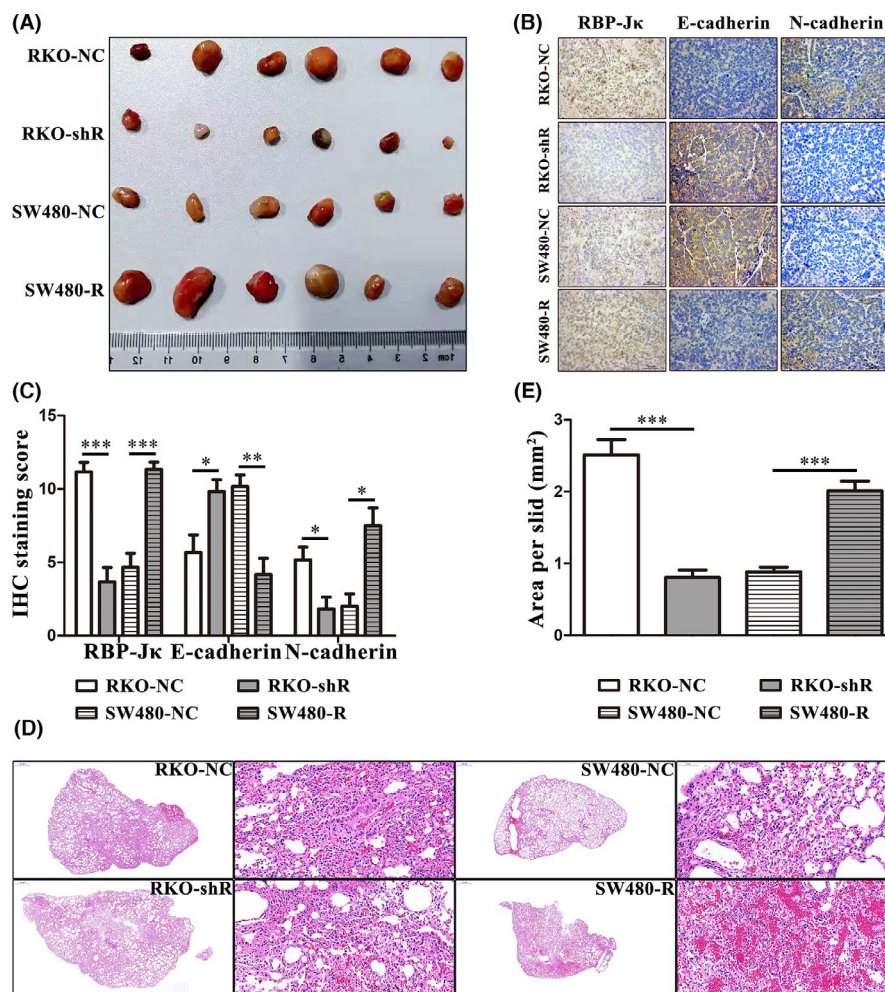 (A)
RKO-NC
RKO-shR
SW480-NC
SW480-R
12 11 10 9 8 7 6 5 4 3 2 1cm
(B)
RBP-Jκ E-cadherin N-cadherin
RKO-NC
RKO-shR
SW480-NC
SW480-R
(C)
IHC staining score
15
10
5
0
*** *** * ** * *
RBP-Jκ E-cadherin N-cadherin
RKO-NC RKO-shR
SW480-NC SW480-R
(E)
Area per slid (mm²)
3
2
1
0
*** ***
RKO-NC RKO-shR
SW480-NC SW480-R
(D)
RKO-NC SW480-NC
RKO-shR SW480-R